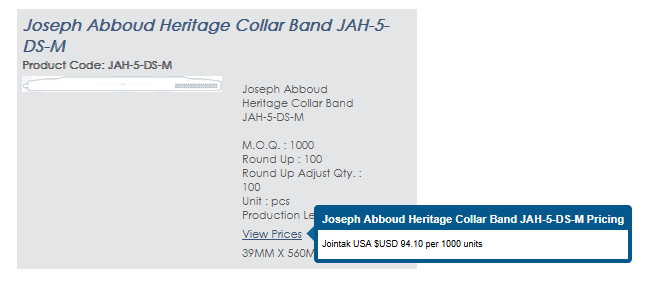 Joseph Abboud Heritage Collar Band JAH-5-
DS-M
Product Code: JAH-5-DS-M
Joseph Abboud
Heritage Collar Band
JAH-5-DS-M
M.O.Q. : 1000
Round Up : 100
Round Up Adjust Qty. :
100
Unit : pcs
Production Le
View Prices
39MM X 560M
Joseph Abboud Heritage Collar Band JAH-5-DS-M Pricing
Jointak USA $USD 94.10 per 1000 units